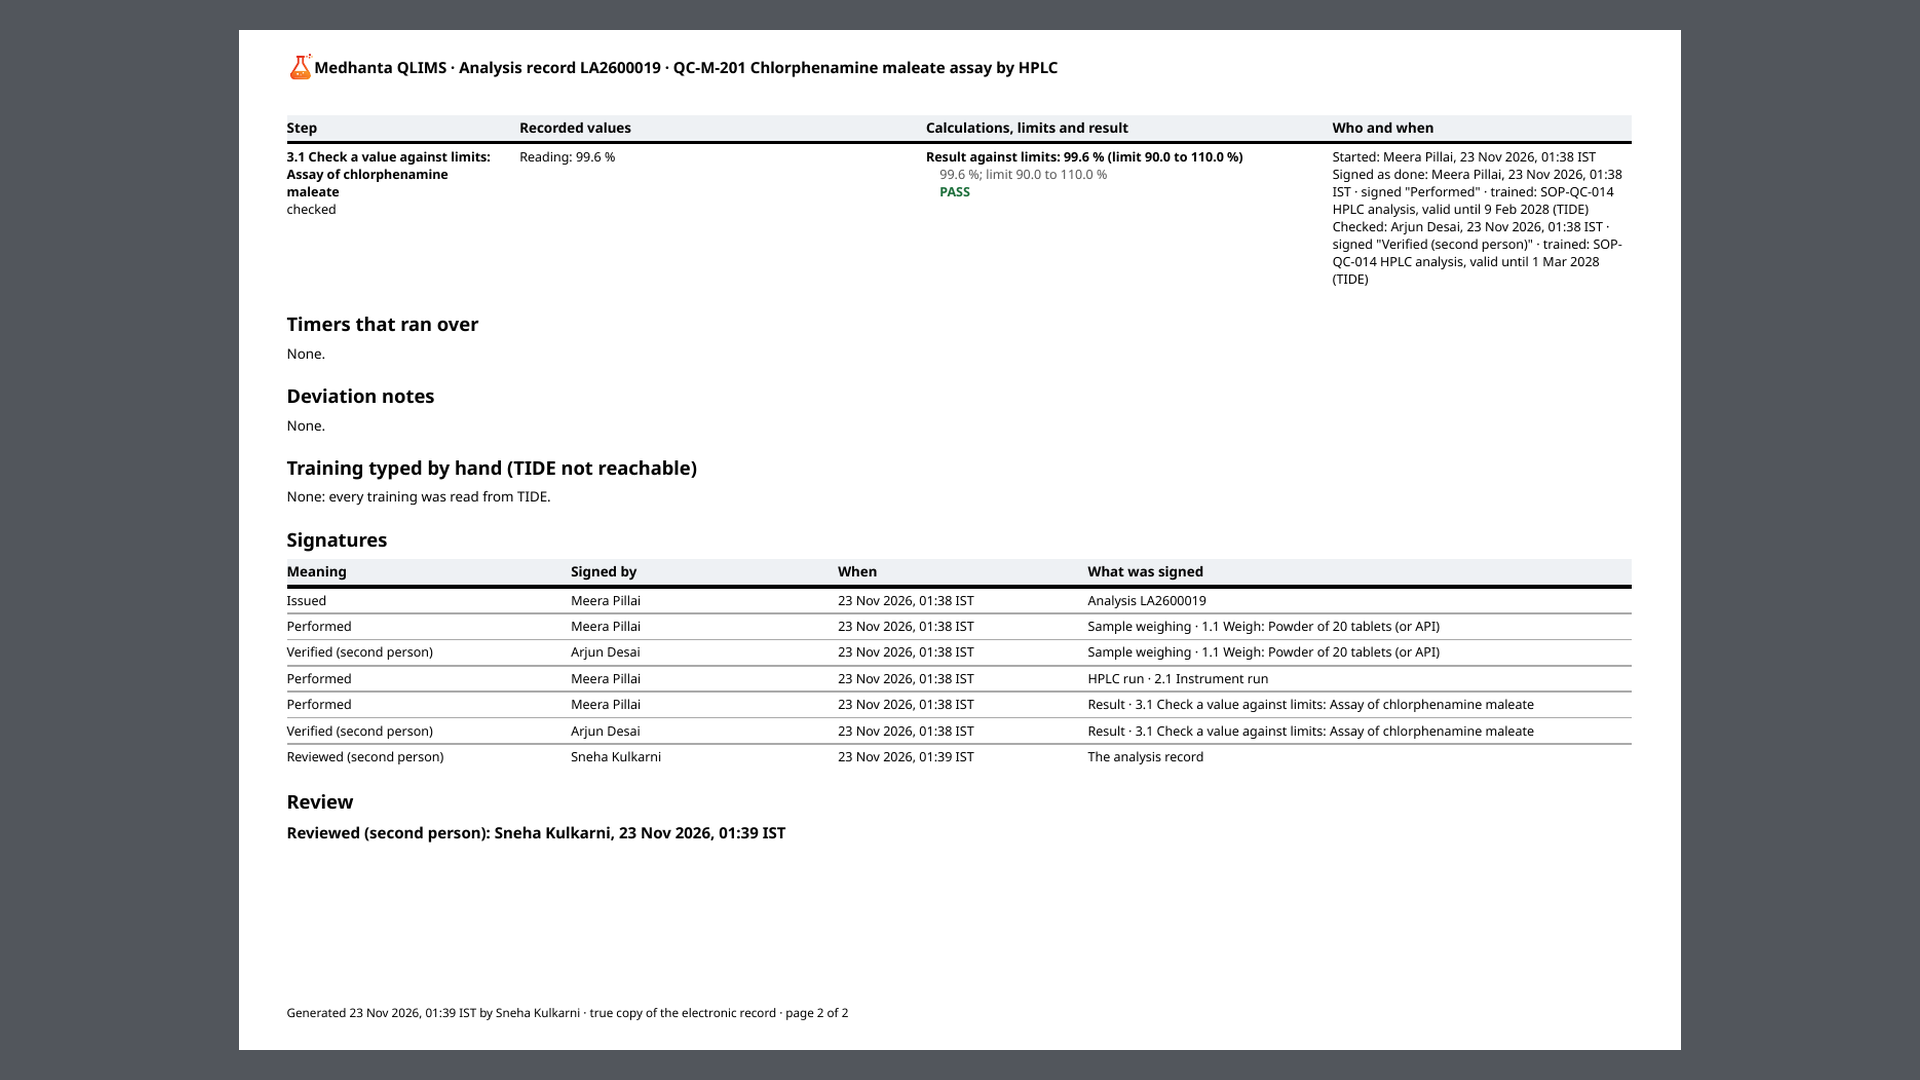 Medhanta QLIMS · Analysis record LA2600019 · QC-M-201 Chlorphenamine maleate assay by HPLC
Step Recorded values Calculations, limits and result Who and when
3.1 Check a value against limits:
Assay of chlorphenamine
maleate
checked
Reading: 99.6 %
Result against limits: 99.6 % (limit 90.0 to 110.0 %)
99.6 %; limit 90.0 to 110.0 %
PASS
Started: Meera Pillai, 23 Nov 2026, 01:38 IST
Signed as done: Meera Pillai, 23 Nov 2026, 01:38
IST · signed "Performed" · trained: SOP-QC-014
HPLC analysis, valid until 9 Feb 2028 (TIDE)
Checked: Arjun Desai, 23 Nov 2026, 01:38 IST ·
signed "Verified (second person)" · trained: SOP-
QC-014 HPLC analysis, valid until 1 Mar 2028
(TIDE)
Timers that ran over
None.
Deviation notes
None.
Training typed by hand (TIDE not reachable)
None: every training was read from TIDE.
Signatures
Meaning Signed by When What was signed
Issued Meera Pillai 23 Nov 2026, 01:38 IST Analysis LA2600019
Performed Meera Pillai 23 Nov 2026, 01:38 IST Sample weighing · 1.1 Weigh: Powder of 20 tablets (or API)
Verified (second person) Arjun Desai 23 Nov 2026, 01:38 IST Sample weighing · 1.1 Weigh: Powder of 20 tablets (or API)
Performed Meera Pillai 23 Nov 2026, 01:38 IST HPLC run · 2.1 Instrument run
Performed Meera Pillai 23 Nov 2026, 01:38 IST Result · 3.1 Check a value against limits: Assay of chlorphenamine maleate
Verified (second person) Arjun Desai 23 Nov 2026, 01:38 IST Result · 3.1 Check a value against limits: Assay of chlorphenamine maleate
Reviewed (second person) Sneha Kulkarni 23 Nov 2026, 01:39 IST The analysis record
Review
Reviewed (second person): Sneha Kulkarni, 23 Nov 2026, 01:39 IST
Generated 23 Nov 2026, 01:39 IST by Sneha Kulkarni · true copy of the electronic record · page 2 of 2